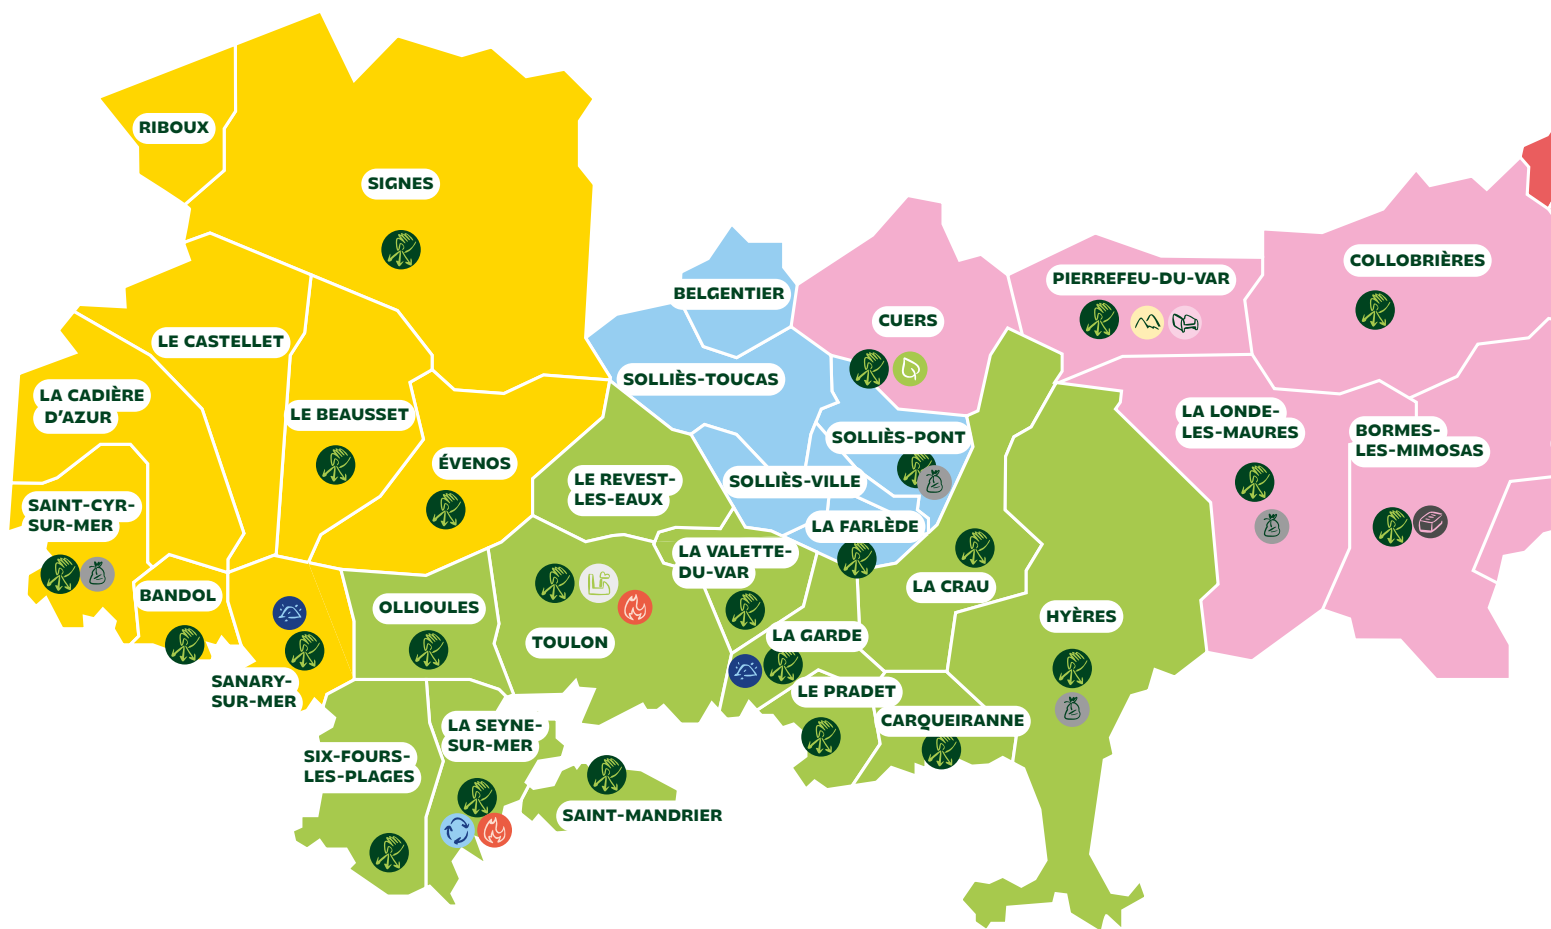 RIBOUX
SIGNES
COLLOBRIÈRES
PIERREFEU-DU-VAR
BELGENTIER
CUERS
LE CASTELLET
SOLLIÈS-TOUCAS
LA CADIÈRE
D'AZUR
LE BEAUSSET
LA LONDE-
LES-MAURES
BORMES-
LES-MIMOSAS
SOLLIÈS-PONT
ÉVENOS
LE REVEST-
LES-EAUX
SOLLIÈS-VILLE
SAINT-CYR-
SUR-MER
LA FARLÈDE
LA VALETTE-
DU-VAR
LA CRAU
BANDOL
OLLIOULES
HYÈRES
TOULON
LA GARDE
SANARY-
SUR-MER
LE PRADET
CARQUEIRANNE
LA SEYNE-
SUR-MER
SIX-FOURS-
LES-PLAGES
SAINT-MANDRIER